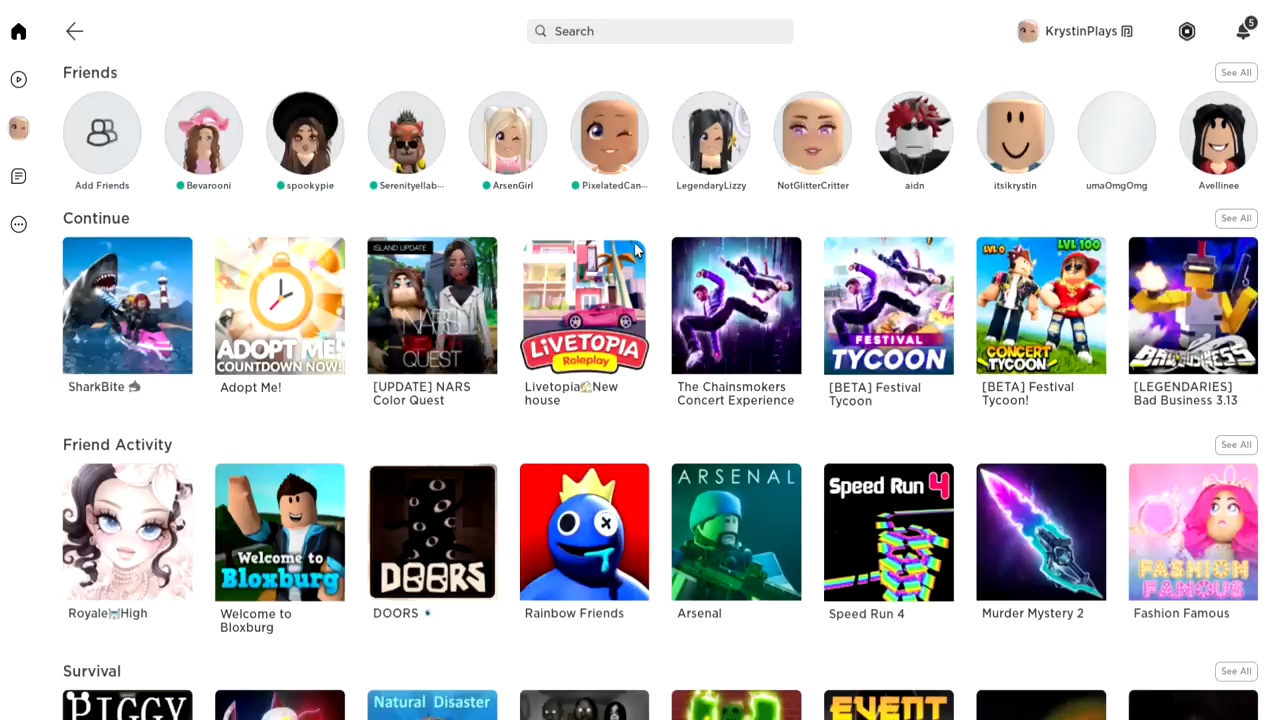 Search
KrystinPlays
5
Friends
See All
Add Friends
Bevarooni
spookypie
Serenityellab...
ArsenGirl
PixelatedCan...
LegendaryLizzy
NotGlitterCritter
aidn
itsikrystin
umaOmgOmg
Avellinee
Continue
See All
ADOPT ME!
COUNTDOWN NOW!
ISLAND UPDATE
NARS
QUEST
LIVETOPIA
Roleplay
FESTIVAL
TYCOON
LVL 0
LVL 100
CONCERT
TYCOON
BAD BUSINESS
SharkBite
Adopt Me!
[UPDATE] NARS
Color Quest
Livetopia New
house
The Chainsmokers
Concert Experience
[BETA] Festival
Tycoon
[BETA] Festival
Tycoon!
[LEGENDARIES]
Bad Business 3.13
Friend Activity
See All
Welcome to
Bloxburg
DOORS
ARSENAL
Speed Run 4
FASHION
FAMOUS
Royale High
Welcome to
Bloxburg
DOORS
Rainbow Friends
Arsenal
Speed Run 4
Murder Mystery 2
Fashion Famous
Survival
See All
PIGGY
Natural Disaster
EVENT